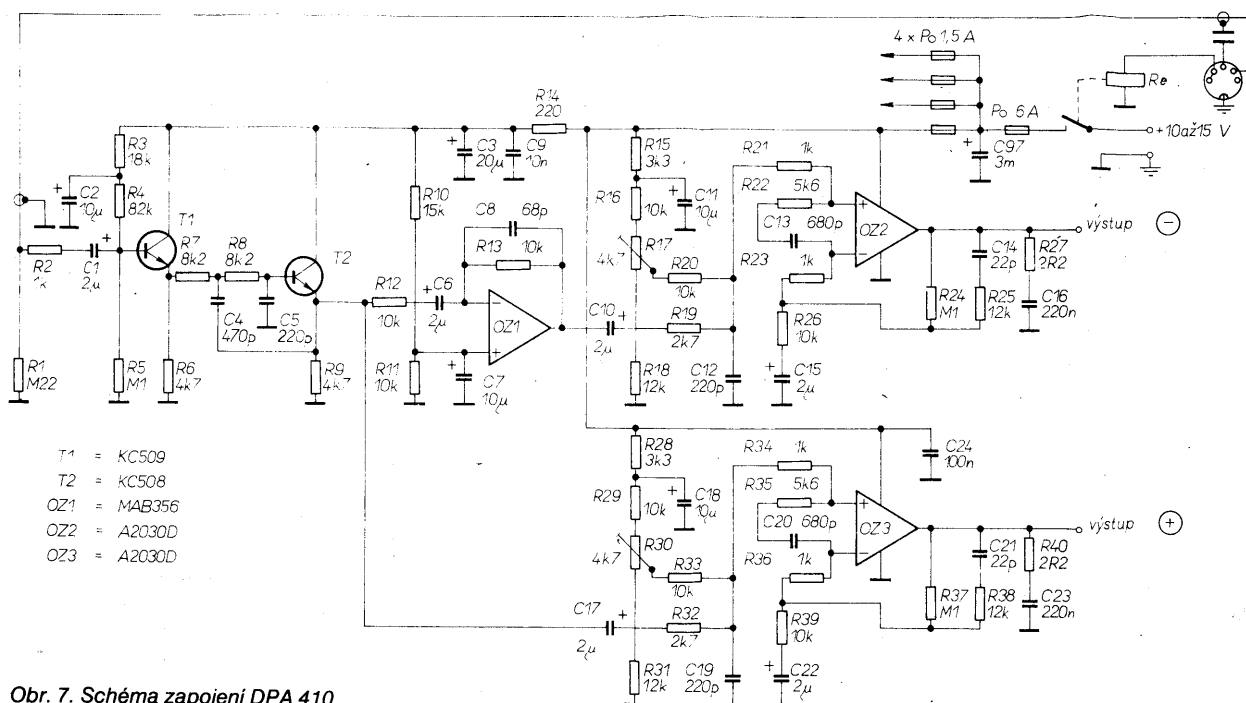 4 x Po 1,5 A
Re
Po 6 A
+10až15 V
C97
3m
R14
220
R3
18k
C2
10µ
R4
82k
T1
R2
1k
C1
2µ
R7
8k2
R8
8k2
T2
C4
470p
C5
220p
R1
M22
R5
M1
R6
4k7
R9
4k7
C3
20µ
C9
10n
R10
15k
C8
68p
R13
10k
R12
10k
C6
2µ
OZ1
R11
10k
C7
10µ
C10
2µ
R15
3k3
R16
10k
C11
10µ
R17
4k7
R20
10k
R19
2k7
R18
12k
C12
220p
R21
1k
R22
5k6
C13
680p
R23
1k
OZ2
R26
10k
C15
2µ
R24
M1
C14
22p
R25
12k
R27
2R2
C16
220n
výstup
−
R28
3k3
R29
10k
C18
10µ
R30
4k7
R33
10k
C17
2µ
R32
2k7
R31
12k
C19
220p
R34
1k
R35
5k6
C20
680p
R36
1k
OZ3
C24
100n
R39
10k
C22
2µ
R37
M1
C21
22p
R38
12k
R40
2R2
C23
220n
výstup
+
T1 = KC509
T2 = KC508
OZ1 = MAB356
OZ2 = A2030D
OZ3 = A2030D
Obr. 7. Schéma zapojení DPA 410